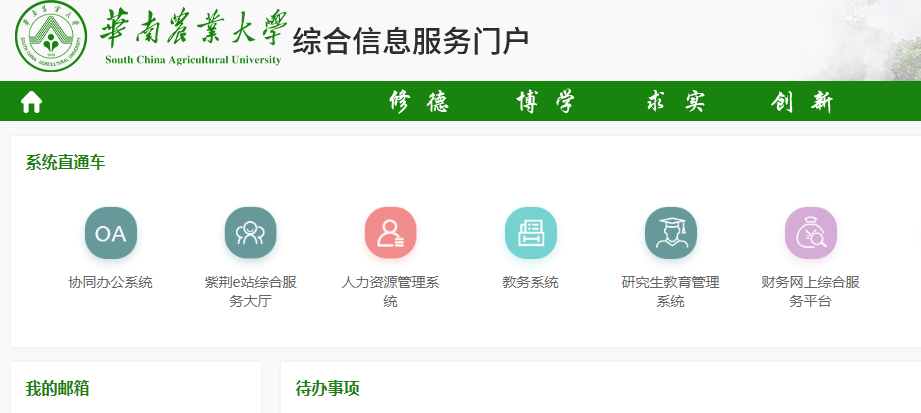 華南農業大學
South China Agricultural University
综合信息服务门户
修德 博学 求实 创新
系统直通车
OA
协同办公系统
紫荆e站综合服
务大厅
人力资源管理系
统
教务系统
研究生教育管理
系统
财务网上综合服
务平台
我的邮箱
待办事项